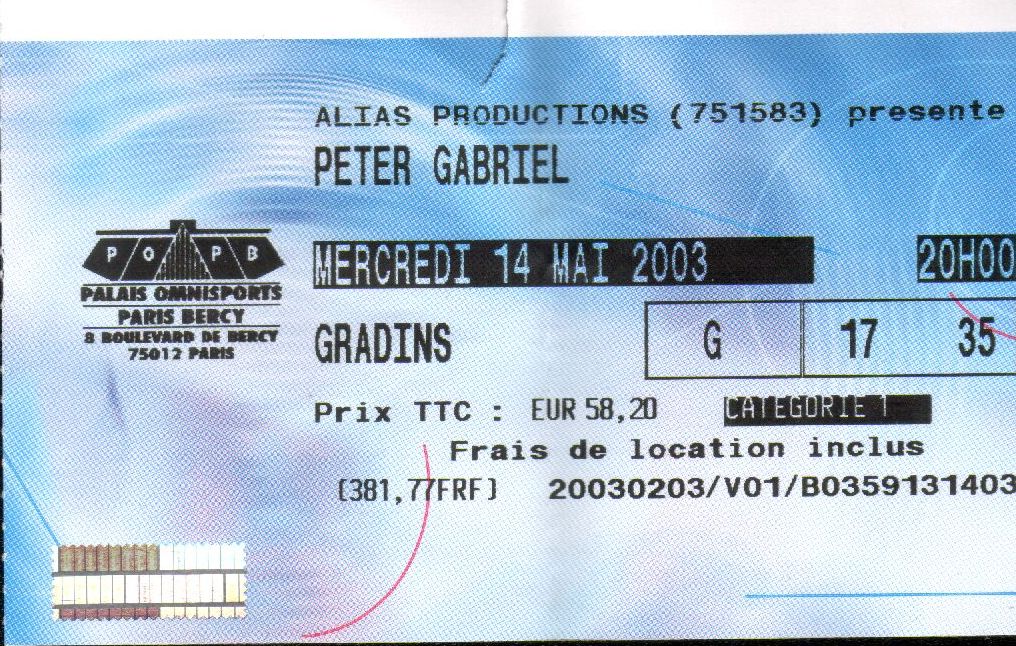 ALIAS PRODUCTIONS (751583) presente
PETER GABRIEL
MERCREDI 14 MAI 2003 20H00
P O P B
PALAIS OMNISPORTS
PARIS BERCY
8 BOULEVARD DE BERCY
75012 PARIS
GRADINS G 17 35
Prix TTC : EUR 58,20 CATEGORIE 1
Frais de location inclus
(381,77FRF) 20030203/V01/B0359131403